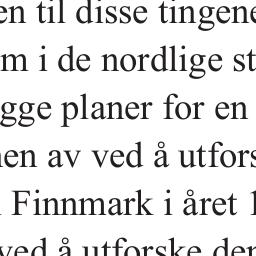 en til disse tingene
m i de nordlige st
gge planer for en
nen av ved å utfors
Finnmark i året 1
ved å utforske den